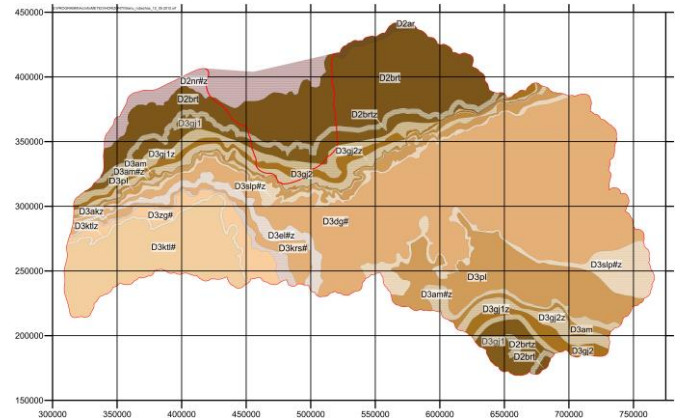 450000
D2ar
400000
D2nr#z
D2brt
D2brtz
350000
D3gj1
D3gj1z
D3gj2z
D3am
D3am#z
D3gj2
D3pl
D3slp#z
300000
D3akz
D3zg#
D3ktlz
D3dg#
D3el#z
D3ktl#
D3krs#
250000
D3slp#z
D3pl
D3am#z
D3gj1z
D3gj2z
200000
D3am
D3gj1
D2brtz
D2brt
D3gj2
150000
300000 350000 400000 450000 500000 550000 600000 650000 700000 750000